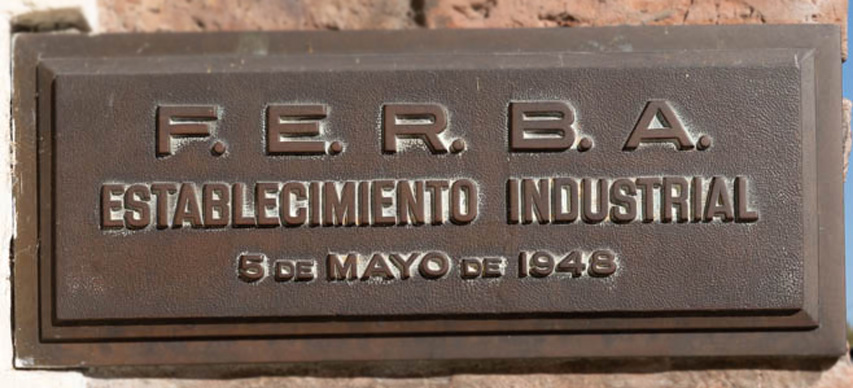 F. E. R. B. A.
ESTABLECIMIENTO INDUSTRIAL
5 DE MAYO DE 1948